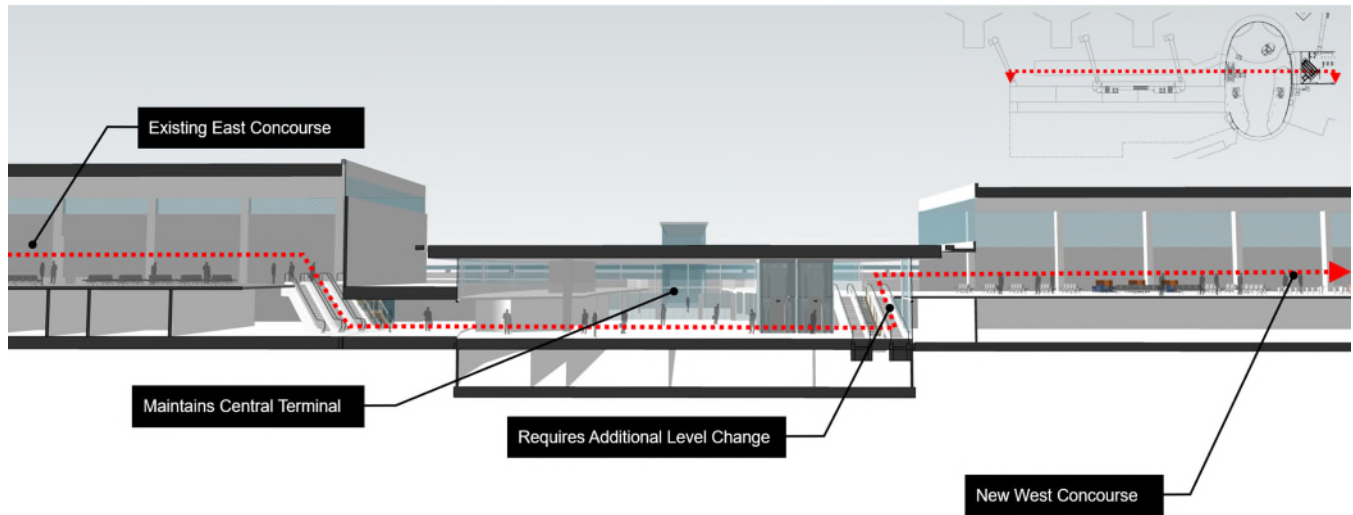 Existing East Concourse
Maintains Central Terminal
Requires Additional Level Change
New West Concourse